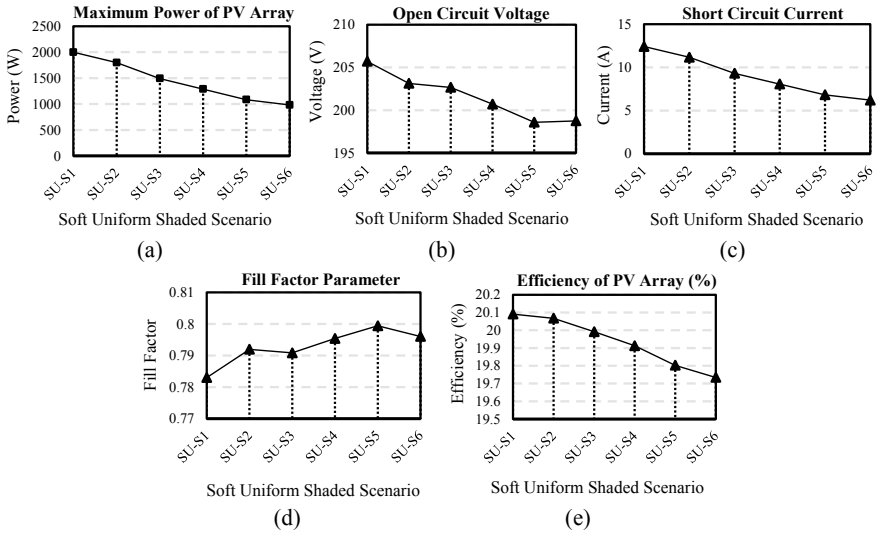 Maximum Power of PV Array
Power (W)
2500
2000
1500
1000
500
0
SU-S1
SU-S2
SU-S3
SU-S4
SU-S5
SU-S6
Soft Uniform Shaded Scenario
(a)
Open Circuit Voltage
Voltage (V)
210
205
200
195
SU-S1
SU-S2
SU-S3
SU-S4
SU-S5
SU-S6
Soft Uniform Shaded Scenario
(b)
Short Circuit Current
Current (A)
15
10
5
0
SU-S1
SU-S2
SU-S3
SU-S4
SU-S5
SU-S6
Soft Uniform Shaded Scenario
(c)
Fill Factor Parameter
Fill Factor
0.81
0.8
0.79
0.78
0.77
SU-S1
SU-S2
SU-S3
SU-S4
SU-S5
SU-S6
Soft Uniform Shaded Scenario
(d)
Efficiency of PV Array (%)
Efficiency (%)
20.2
20.1
20
19.9
19.8
19.7
19.6
19.5
SU-S1
SU-S2
SU-S3
SU-S4
SU-S5
SU-S6
Soft Uniform Shaded Scenario
(e)